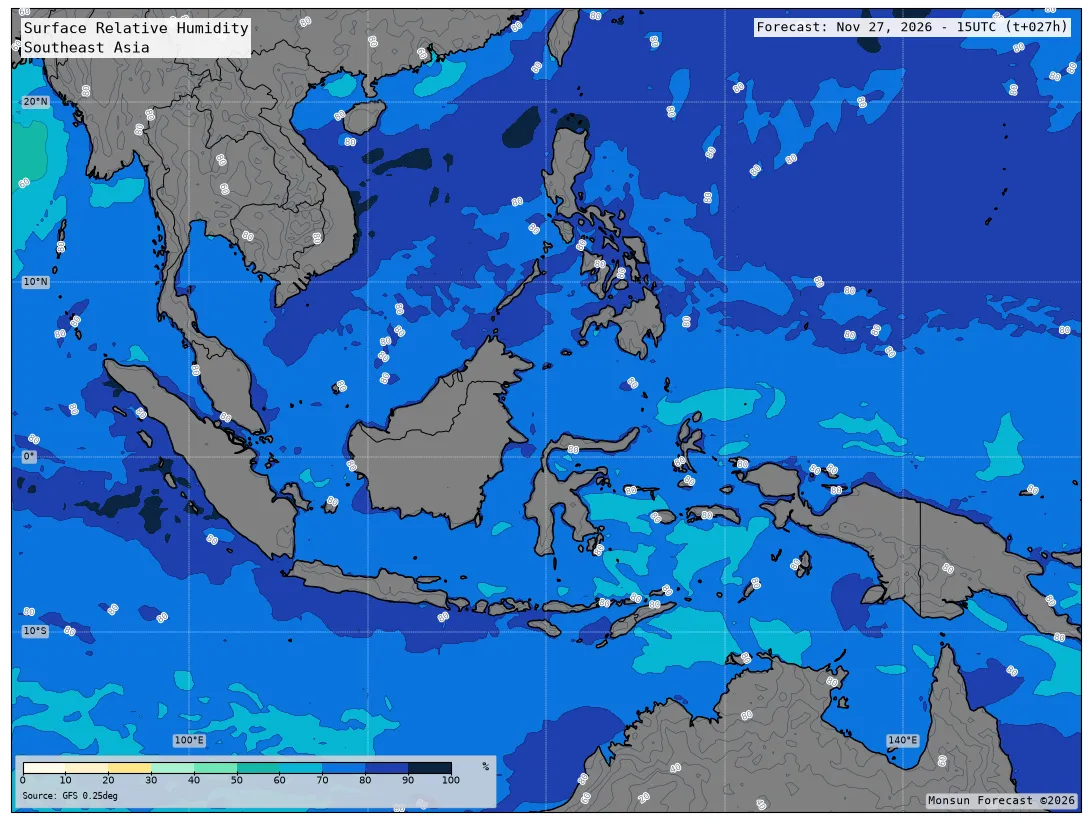 Surface Relative Humidity
Southeast Asia
Forecast: Nov 27, 2026 - 15UTC (t+027h)
20°N
10°N
0°
10°S
100°E
140°E
0 10 20 30 40 50 60 70 80 90 100
%
Source: GFS 0.25deg
Monsun Forecast ©2026